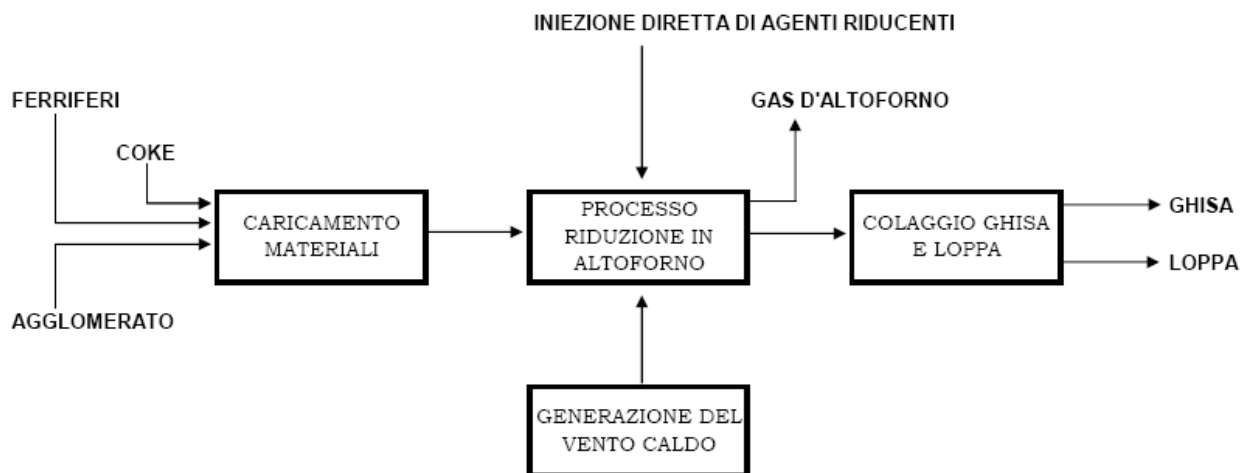 INIEZIONE DIRETTA DI AGENTI RIDUCENTI
FERRIFERI
GAS D'ALTOFORNO
COKE
CARICAMENTO
MATERIALI
PROCESSO
RIDUZIONE IN
ALTOFORNO
COLAGGIO GHISA
E LOPPA
GHISA
LOPPA
AGGLOMERATO
GENERAZIONE DEL
VENTO CALDO